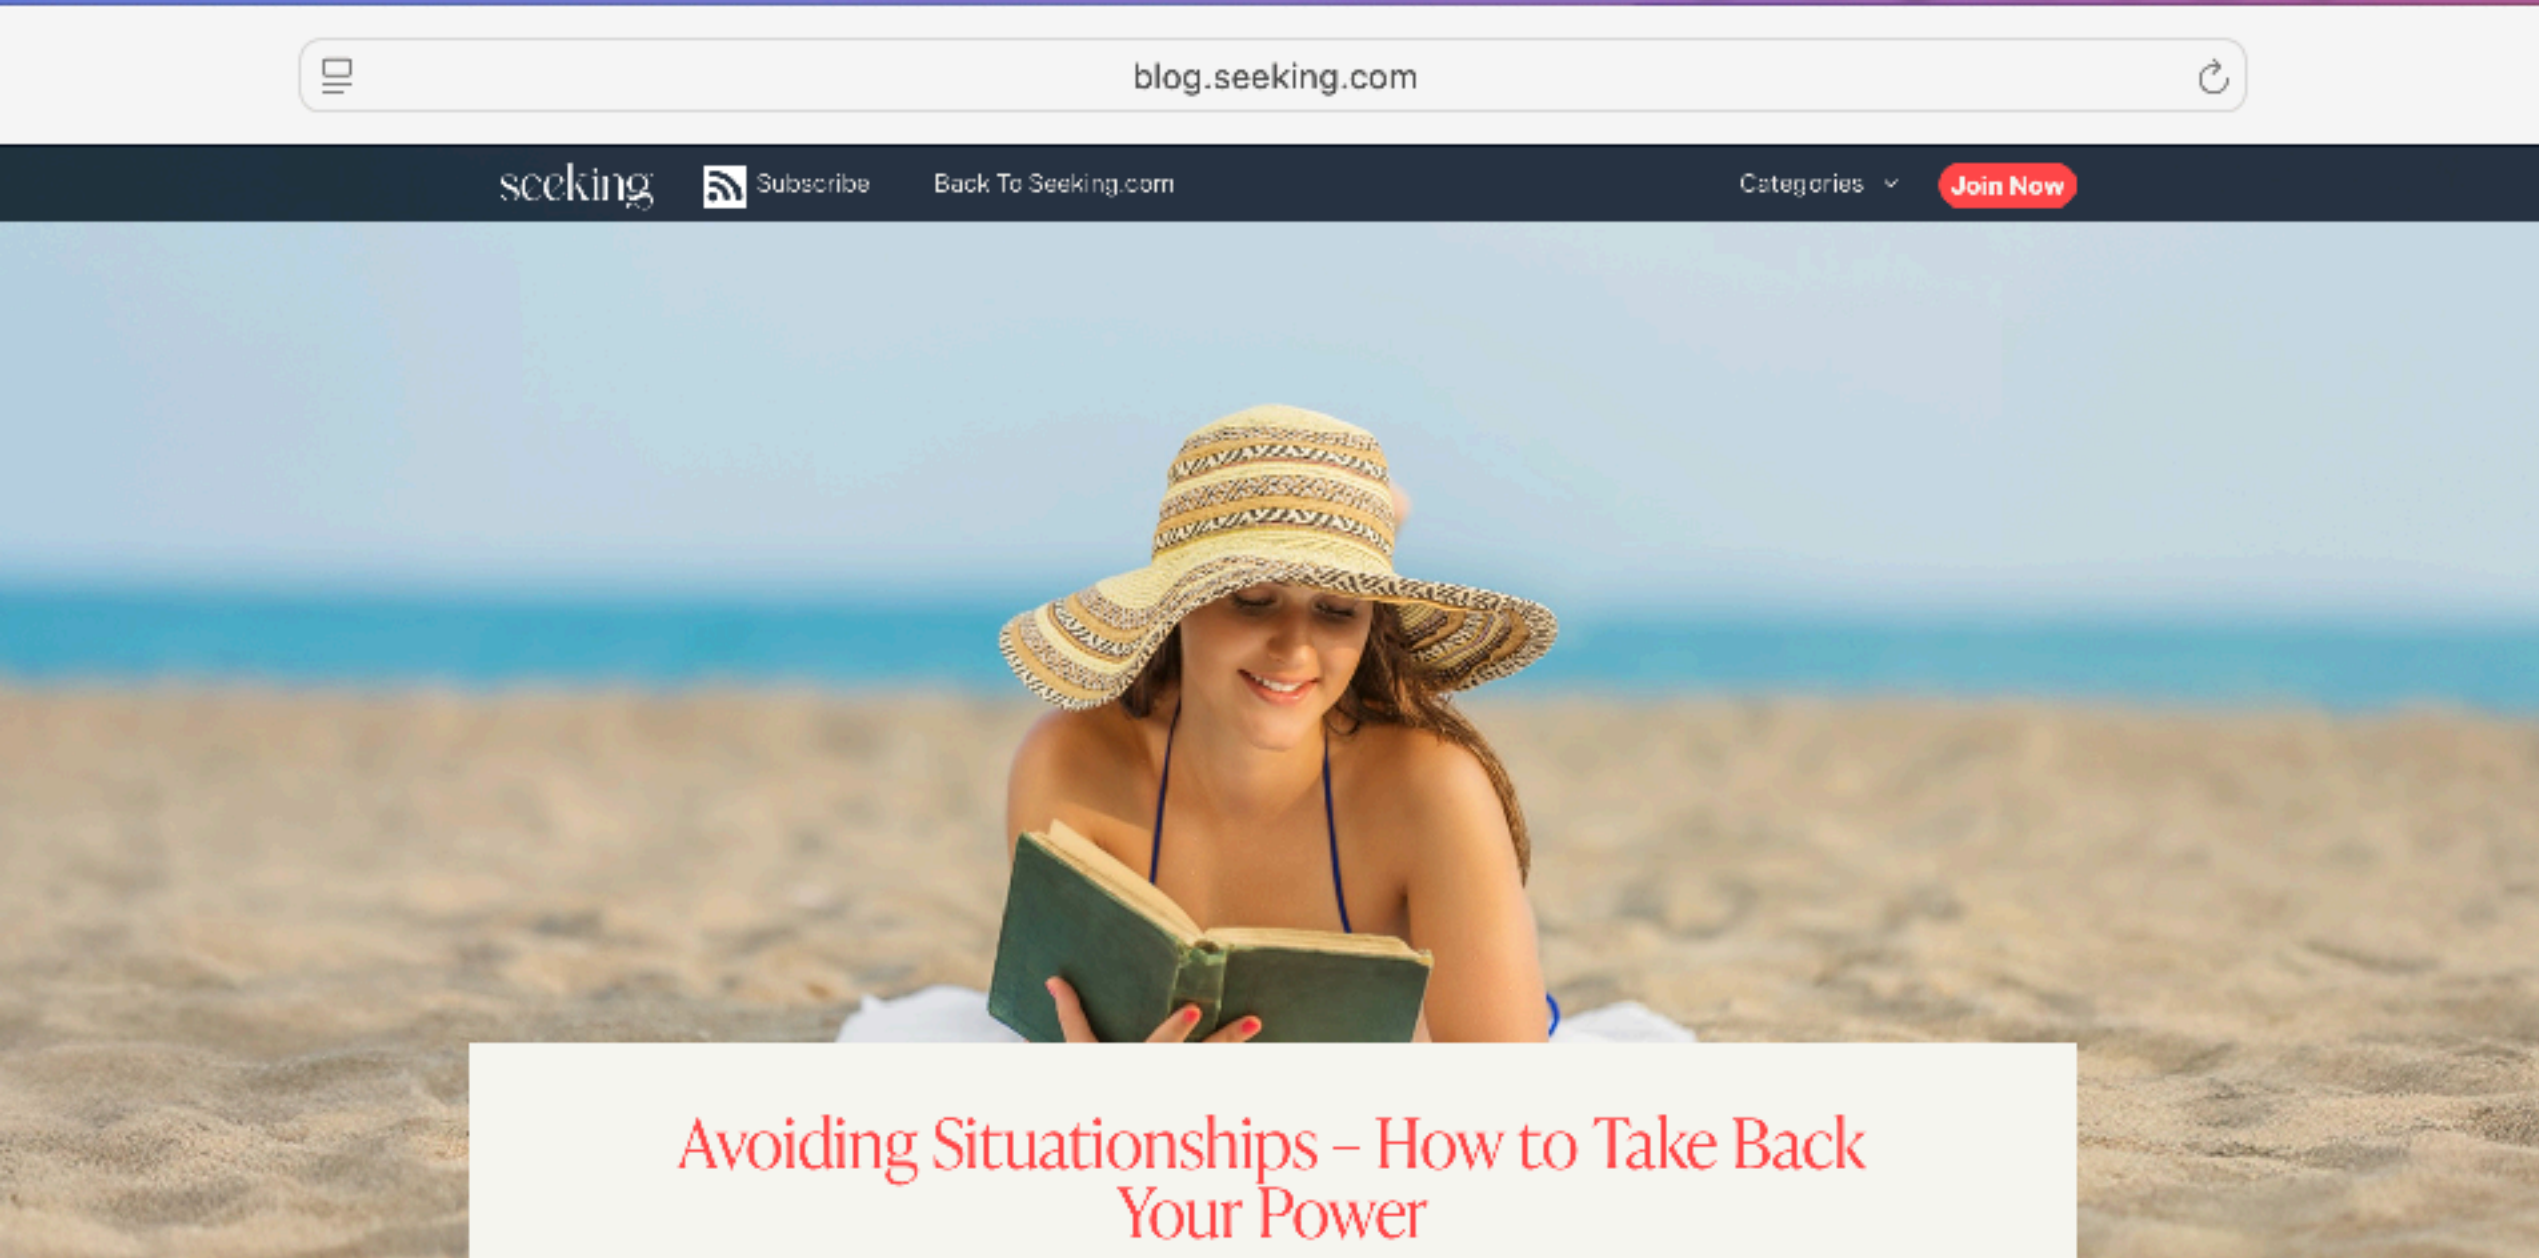 blog.seeking.com
seeking Subscribe Back To Seeking.com Categories Join Now
Avoiding Situationships – How to Take Back
Your Power